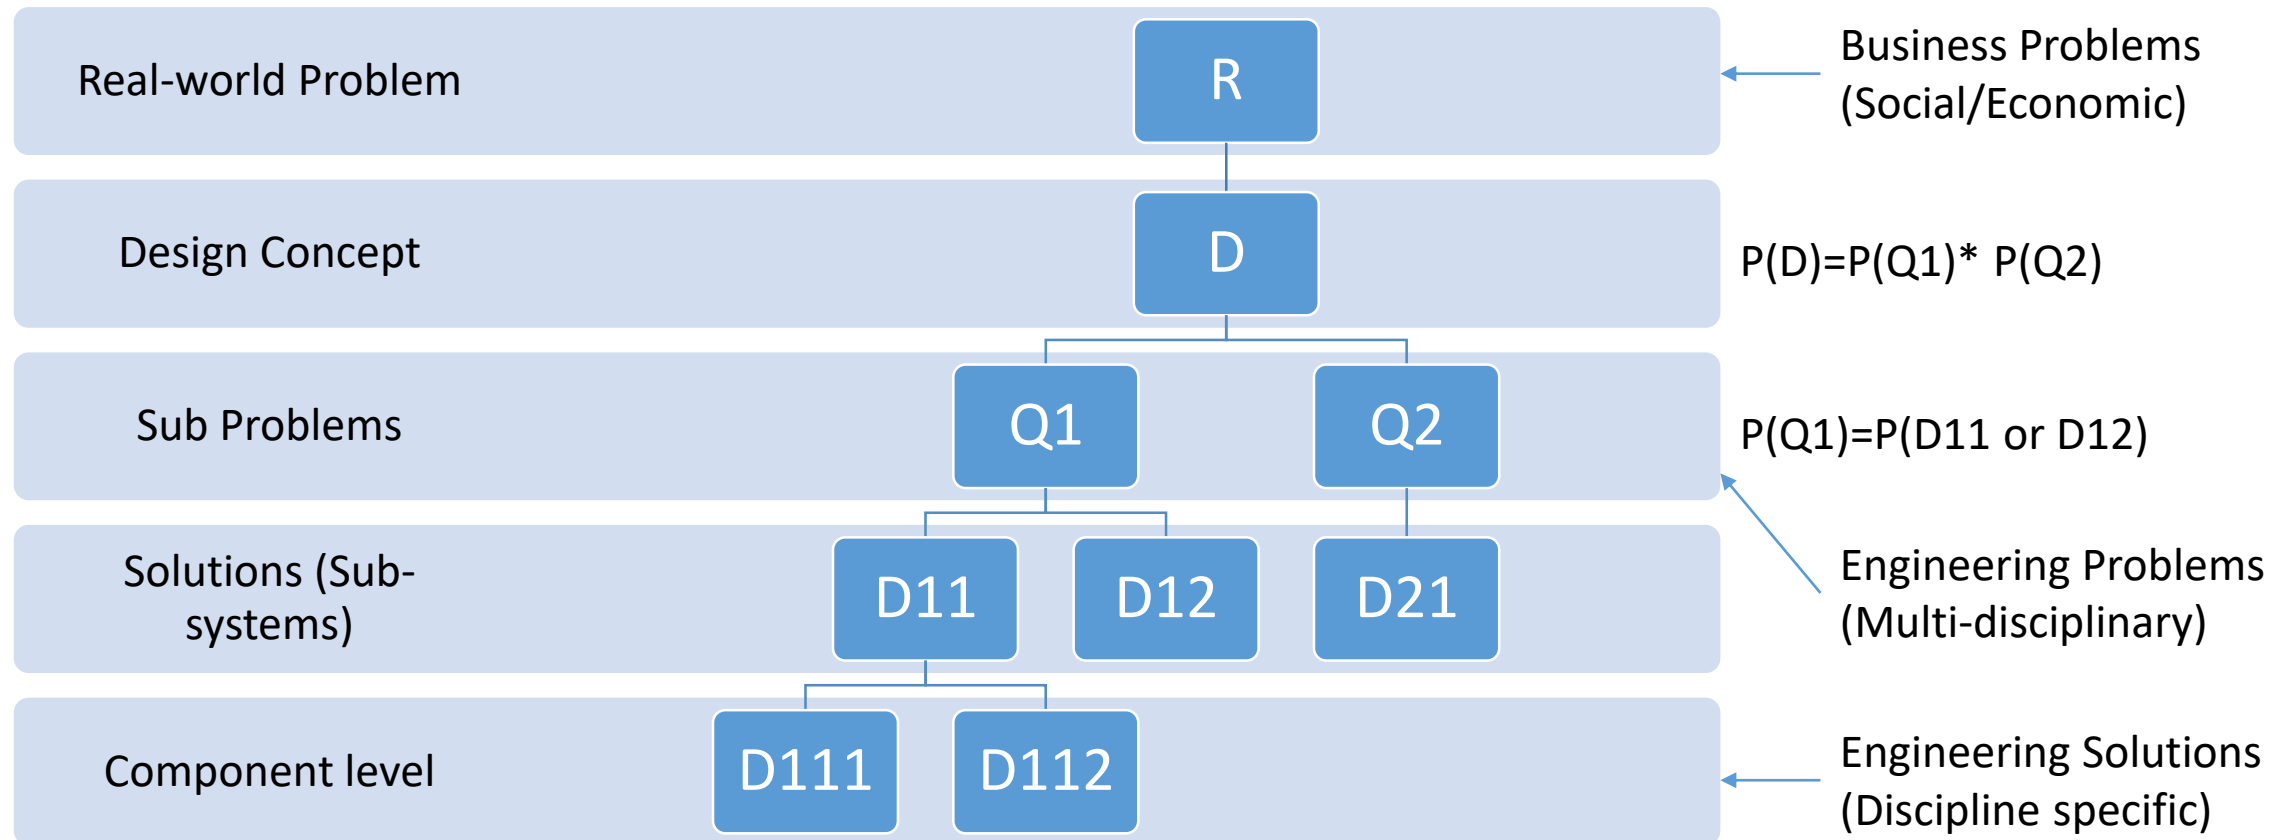 Real-world Problem
R
Business Problems
(Social/Economic)
Design Concept
D
P(D)=P(Q1)* P(Q2)
Sub Problems
Q1
Q2
P(Q1)=P(D11 or D12)
Solutions (Sub-
systems)
D11
D12
D21
Engineering Problems
(Multi-disciplinary)
Component level
D111
D112
Engineering Solutions
(Discipline specific)